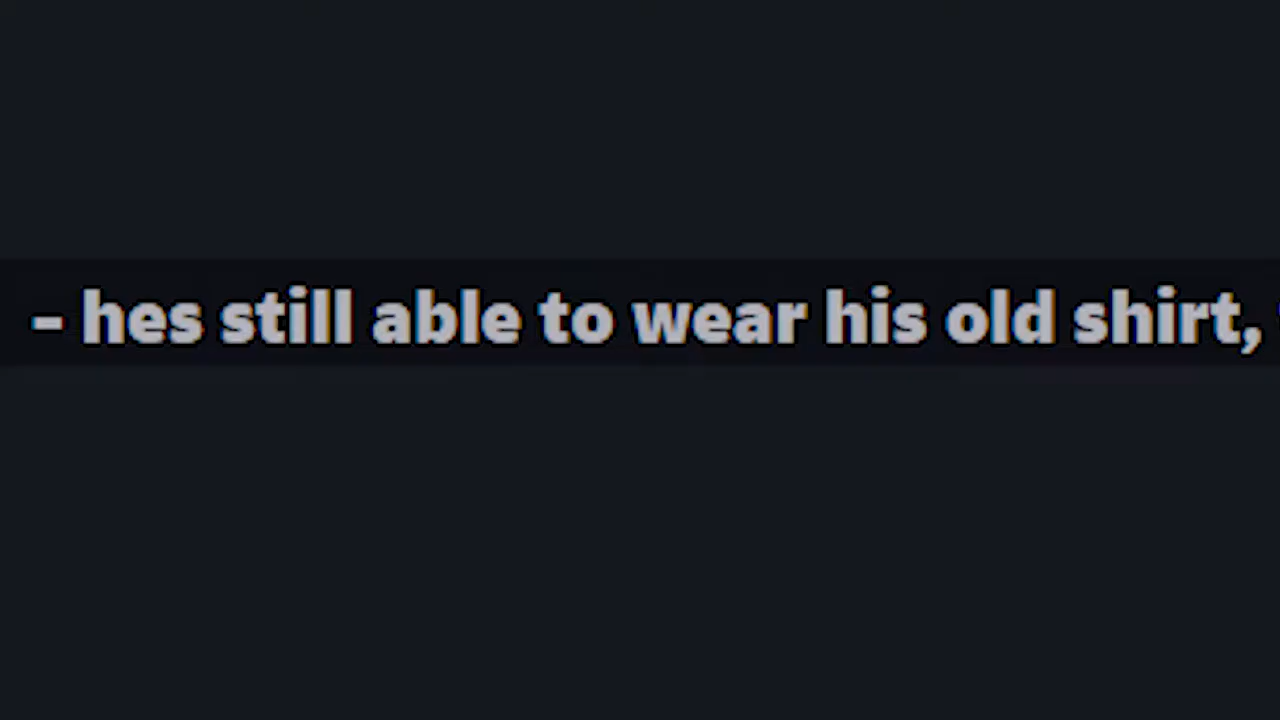 – hes still able to wear his old shirt,